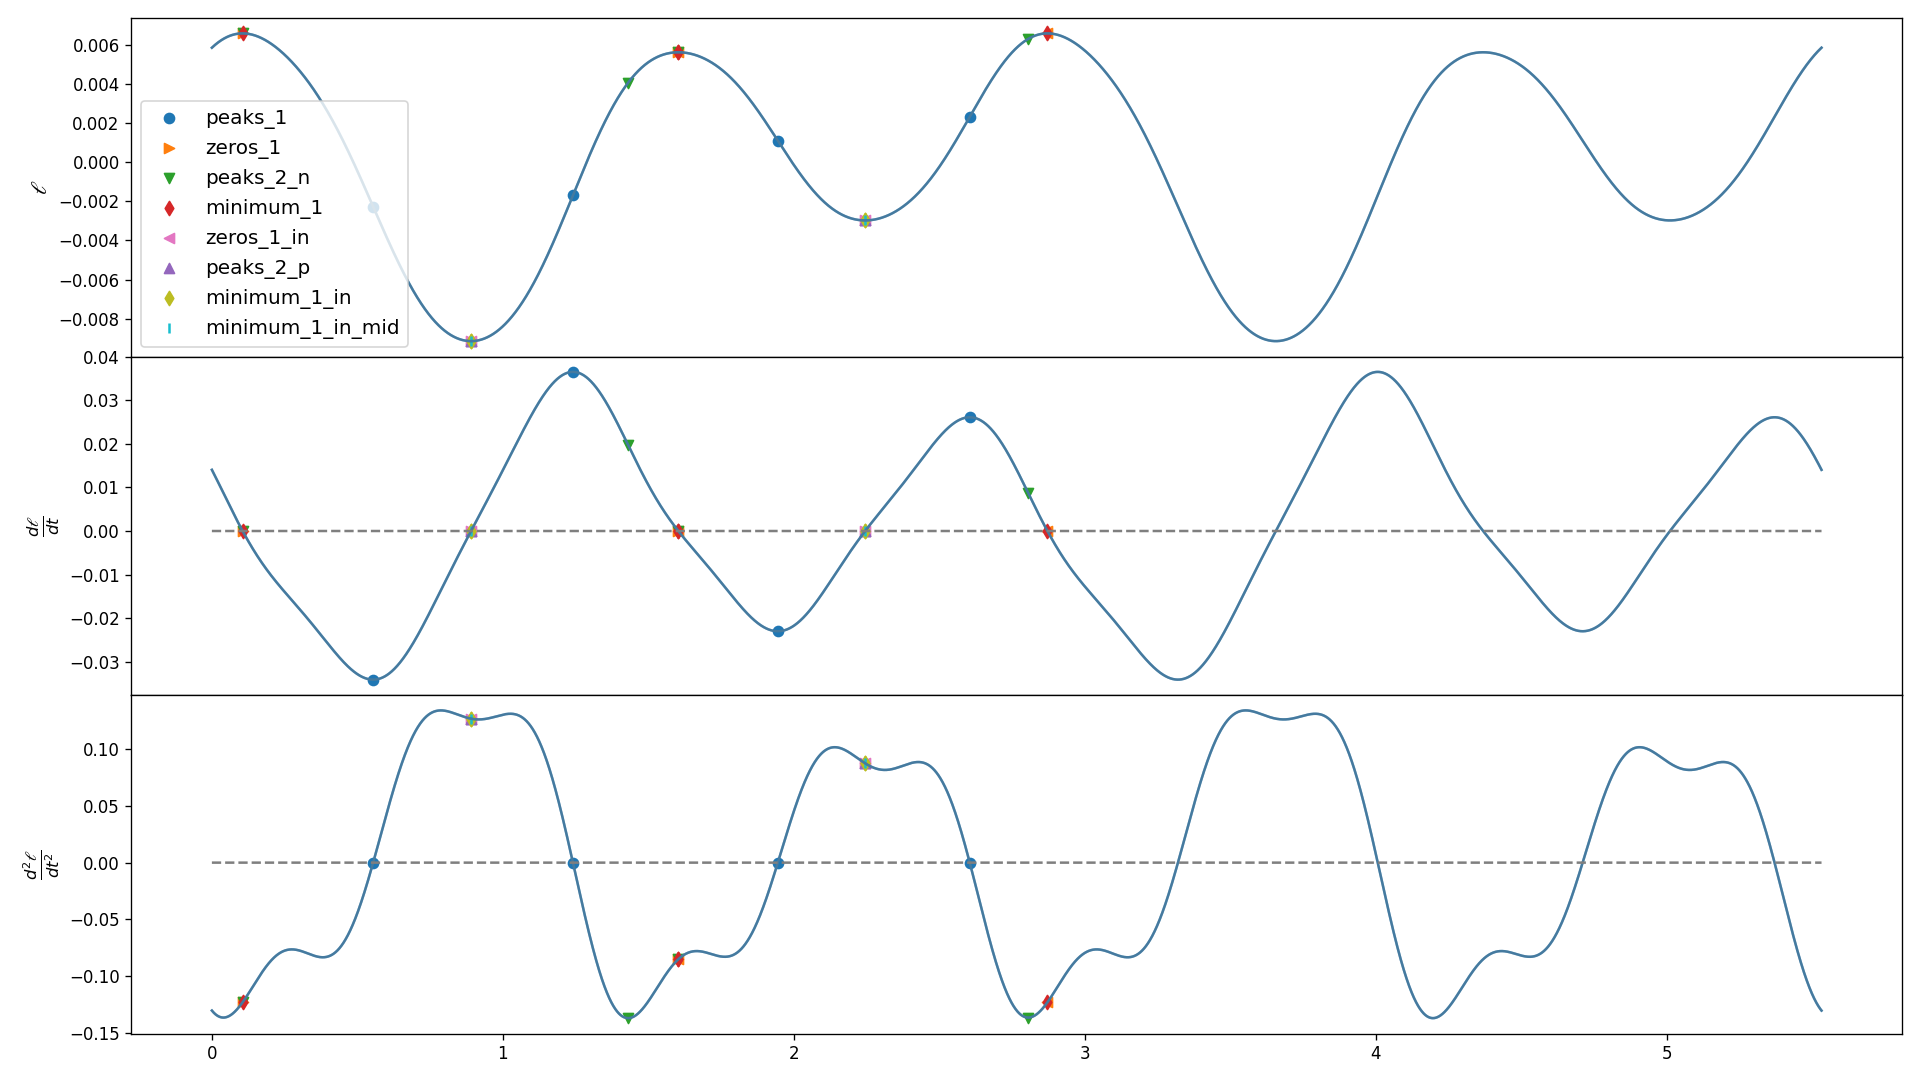 0.006
0.004
0.002
0.000
−0.002
−0.004
−0.006
−0.008
ℓ
peaks_1
zeros_1
peaks_2_n
minimum_1
zeros_1_in
peaks_2_p
minimum_1_in
minimum_1_in_mid
0.04
0.03
0.02
0.01
0.00
−0.01
−0.02
−0.03
dℓ
dt
0.10
0.05
0.00
−0.05
−0.10
−0.15
d²ℓ
dt²
0 1 2 3 4 5